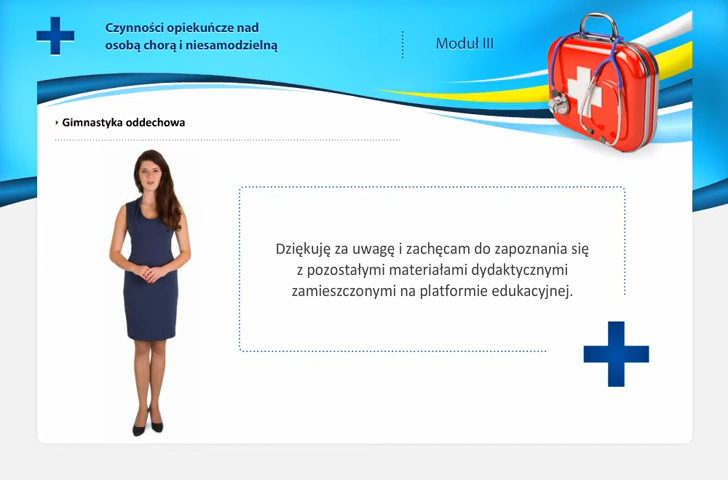 Czynności opiekuńcze nad
osobą chorą i niesamodzielną
Moduł III
Gimnastyka oddechowa
Dziękuję za uwagę i zachęcam do zapoznania się
z pozostałymi materiałami dydaktycznymi
zamieszczonymi na platformie edukacyjnej.